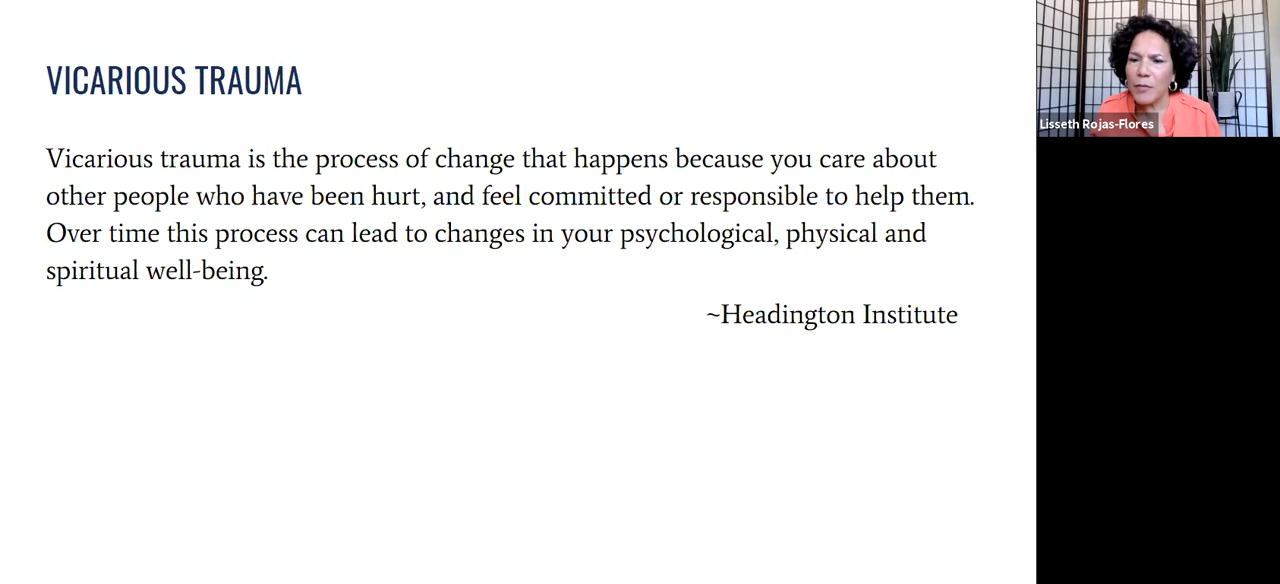 VICARIOUS TRAUMA
Vicarious trauma is the process of change that happens because you care about
other people who have been hurt, and feel committed or responsible to help them.
Over time this process can lead to changes in your psychological, physical and
spiritual well-being.
~Headington Institute
Lisseth Rojas-Flores